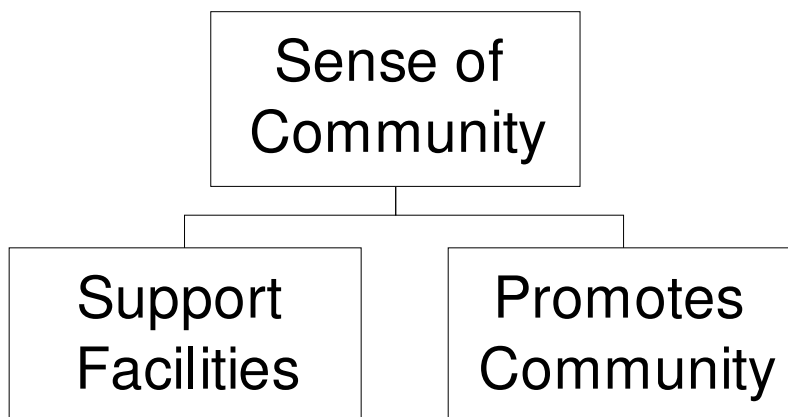 Sense of
Community
Support
Facilities
Promotes
Community